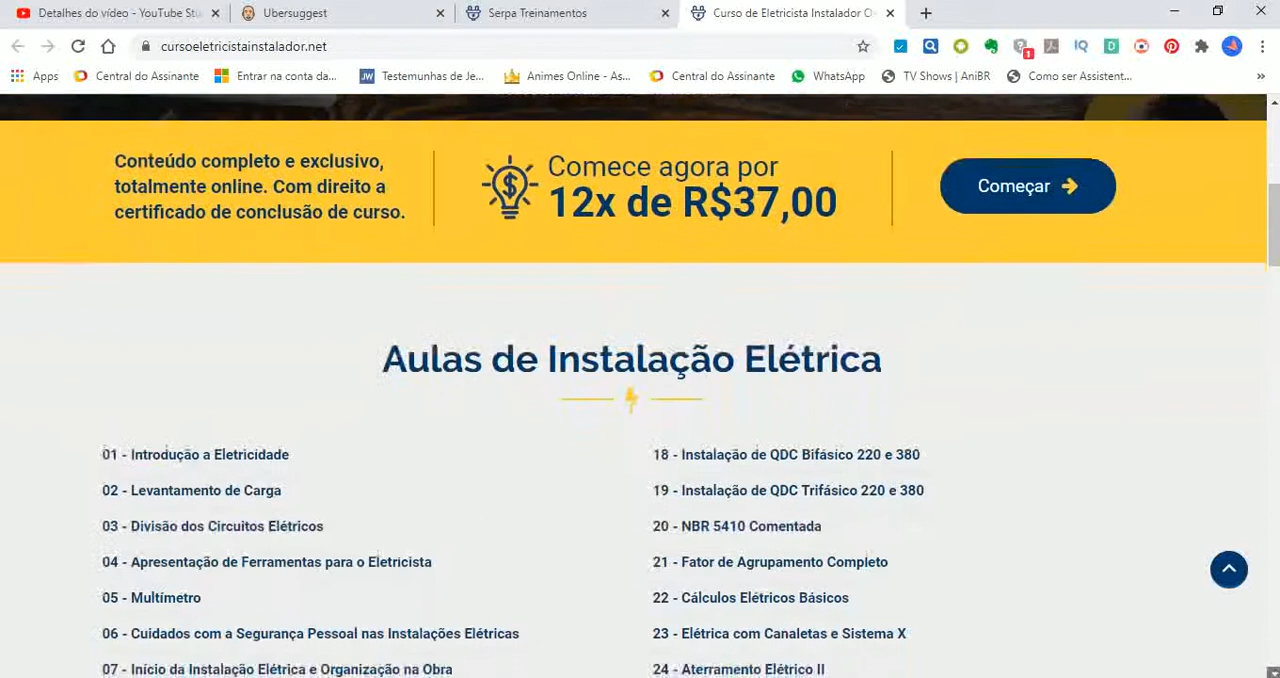 Detalhes do vídeo - YouTube Stu
Ubersuggest
Serpa Treinamentos
Curso de Eletricista Instalador O
cursoeletricistainstalador.net
Apps
Central do Assinante
Entrar na conta da...
JW
Testemunhas de Je...
Animes Online - As...
Central do Assinante
WhatsApp
TV Shows | AniBR
Como ser Assistent...
IQ
D
1
Conteúdo completo e exclusivo,
totalmente online. Com direito a
certificado de conclusão de curso.
Comece agora por
12x de R$37,00
Começar
Aulas de Instalação Elétrica
01 - Introdução a Eletricidade
02 - Levantamento de Carga
03 - Divisão dos Circuitos Elétricos
04 - Apresentação de Ferramentas para o Eletricista
05 - Multímetro
06 - Cuidados com a Segurança Pessoal nas Instalações Elétricas
07 - Início da Instalação Elétrica e Organização na Obra
18 - Instalação de QDC Bifásico 220 e 380
19 - Instalação de QDC Trifásico 220 e 380
20 - NBR 5410 Comentada
21 - Fator de Agrupamento Completo
22 - Cálculos Elétricos Básicos
23 - Elétrica com Canaletas e Sistema X
24 - Aterramento Elétrico II